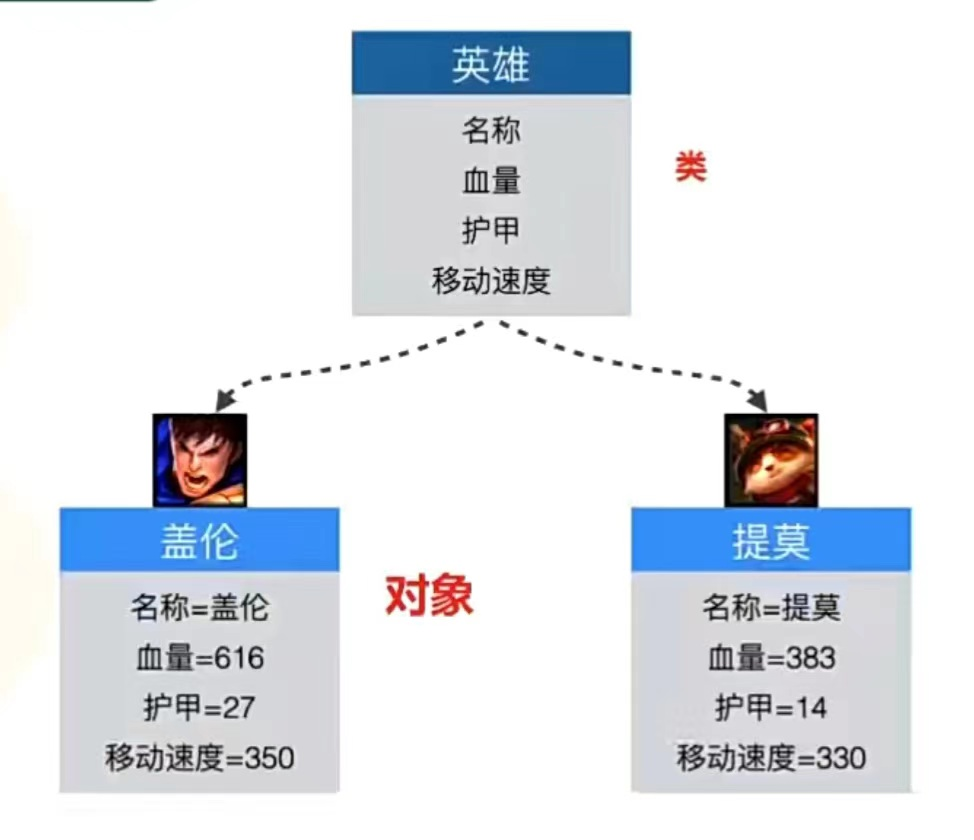 英雄
名称
血量
护甲
移动速度
类
盖伦
名称=盖伦
血量=616
护甲=27
移动速度=350
对象
提莫
名称=提莫
血量=383
护甲=14
移动速度=330